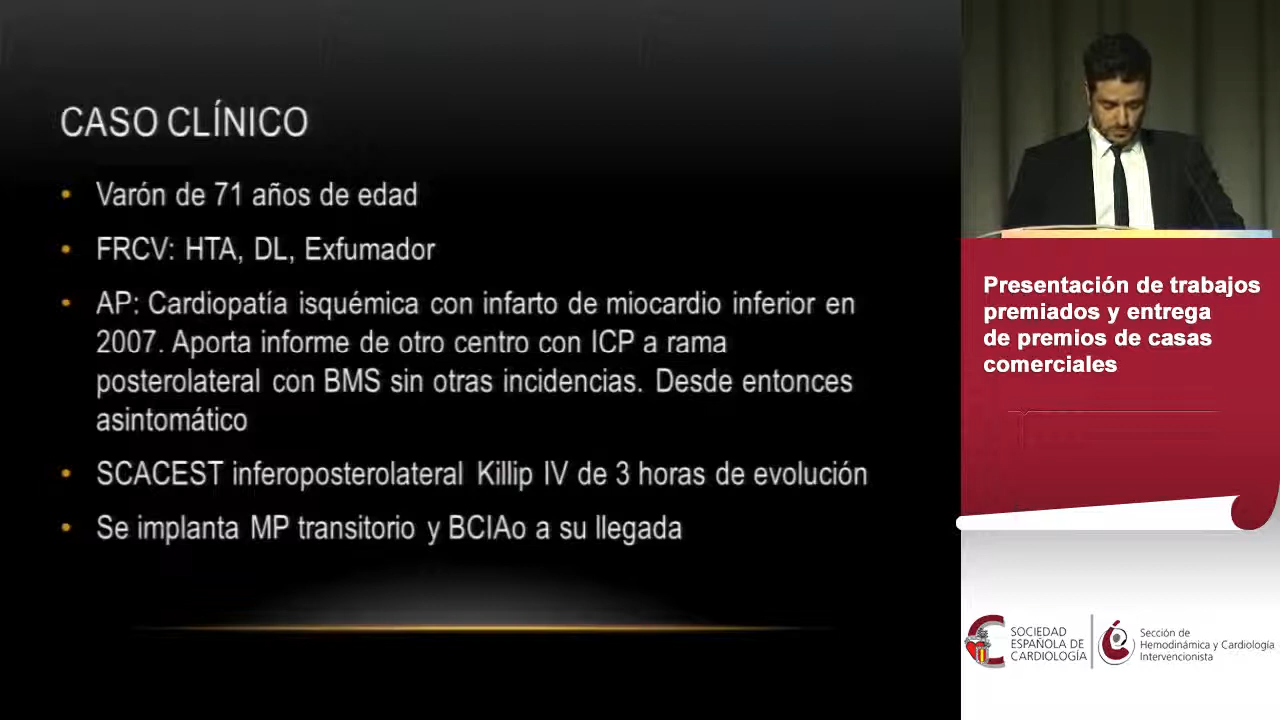 CASO CLÍNICO
• Varón de 71 años de edad
• FRCV: HTA, DL, Exfumador
• AP: Cardiopatía isquémica con infarto de miocardio inferior en
2007. Aporta informe de otro centro con ICP a rama
posterolateral con BMS sin otras incidencias. Desde entonces
asintomático
• SCACEST inferoposterolateral Killip IV de 3 horas de evolución
• Se implanta MP transitorio y BCIAo a su llegada
Presentación de trabajos
premiados y entrega
de premios de casas
comerciales
SOCIEDAD
ESPAÑOLA DE
CARDIOLOGÍA
Sección de
Hemodinámica y Cardiología
Intervencionista